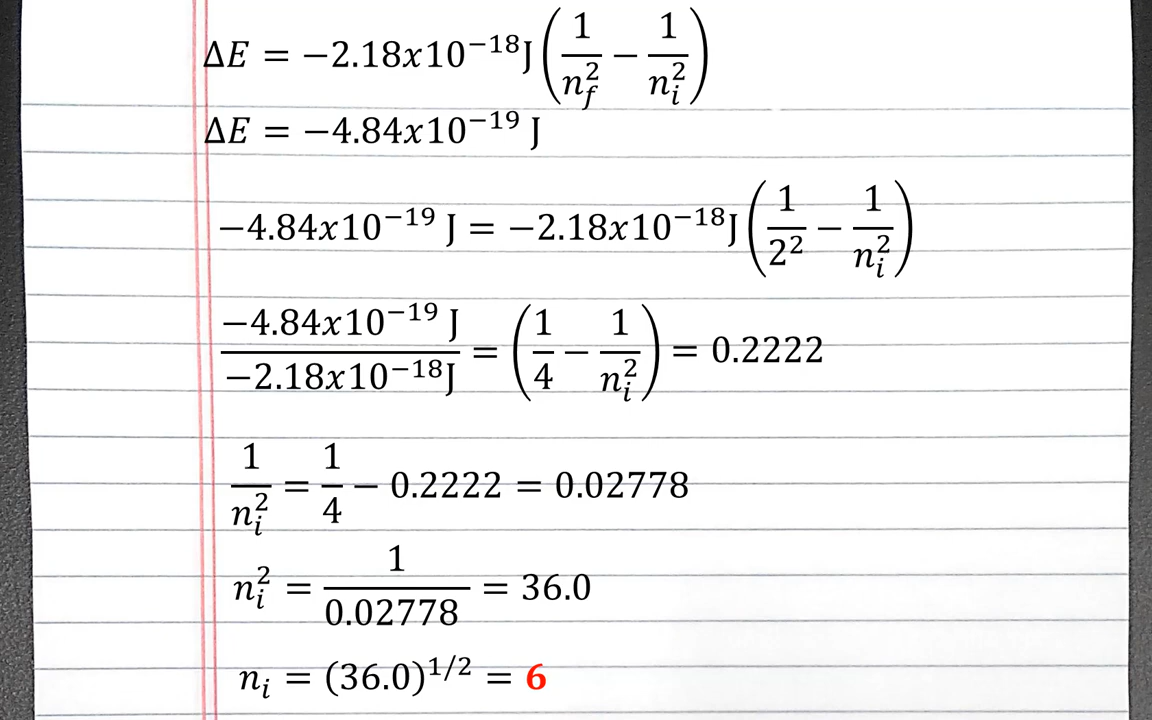 ΔE = −2.18x10⁻¹⁸J(1/n_f² − 1/n_i²)
ΔE = −4.84x10⁻¹⁹ J
−4.84x10⁻¹⁹ J = −2.18x10⁻¹⁸J(1/2² − 1/n_i²)
−4.84x10⁻¹⁹ J/−2.18x10⁻¹⁸J = (1/4 − 1/n_i²) = 0.2222
1/n_i² = 1/4 − 0.2222 = 0.02778
n_i² = 1/0.02778 = 36.0
n_i = (36.0)^1/2 = 6